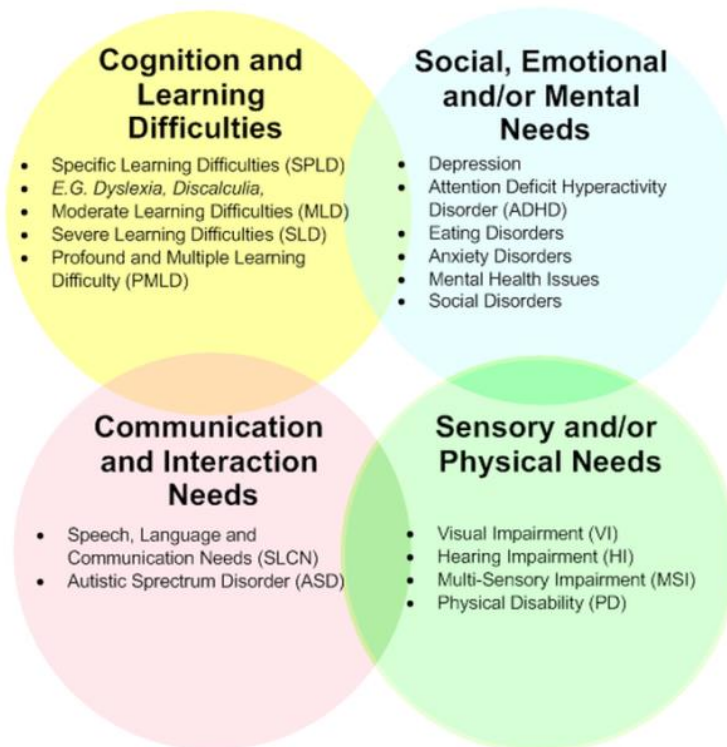 Cognition and
Learning
Difficulties
• Specific Learning Difficulties (SPLD)
• E.G. Dyslexia, Discalculia,
• Moderate Learning Difficulties (MLD)
• Severe Learning Difficulties (SLD)
• Profound and Multiple Learning
Difficulty (PMLD)
Social, Emotional
and/or Mental
Needs
• Depression
• Attention Deficit Hyperactivity
Disorder (ADHD)
• Eating Disorders
• Anxiety Disorders
• Mental Health Issues
• Social Disorders
Communication
and Interaction
Needs
• Speech, Language and
Communication Needs (SLCN)
• Autistic Sprectrum Disorder (ASD)
Sensory and/or
Physical Needs
• Visual Impairment (VI)
• Hearing Impairment (HI)
• Multi-Sensory Impairment (MSI)
• Physical Disability (PD)